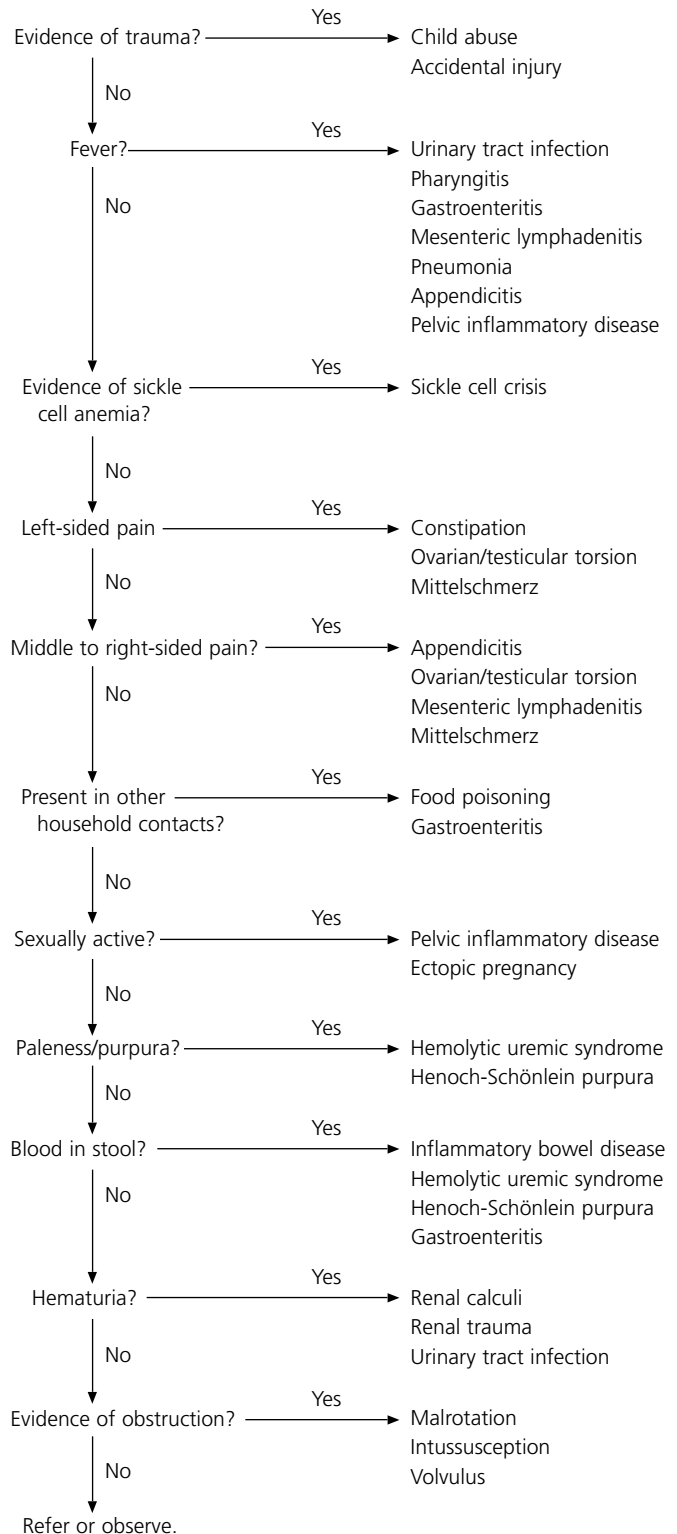 Yes
Evidence of trauma?
Child abuse
Accidental injury
No
Yes
Fever?
Urinary tract infection
Pharyngitis
Gastroenteritis
Mesenteric lymphadenitis
Pneumonia
Appendicitis
Pelvic inflammatory disease
No
Yes
Evidence of sickle
cell anemia?
Sickle cell crisis
No
Yes
Left-sided pain
Constipation
Ovarian/testicular torsion
Mittelschmerz
No
Yes
Middle to right-sided pain?
Appendicitis
Ovarian/testicular torsion
Mesenteric lymphadenitis
Mittelschmerz
No
Yes
Present in other
household contacts?
Food poisoning
Gastroenteritis
No
Yes
Sexually active?
Pelvic inflammatory disease
Ectopic pregnancy
No
Yes
Paleness/purpura?
Hemolytic uremic syndrome
Henoch-Schönlein purpura
No
Yes
Blood in stool?
Inflammatory bowel disease
Hemolytic uremic syndrome
Henoch-Schönlein purpura
Gastroenteritis
No
Yes
Hematuria?
Renal calculi
Renal trauma
Urinary tract infection
No
Yes
Evidence of obstruction?
Malrotation
Intussusception
Volvulus
No
Refer or observe.